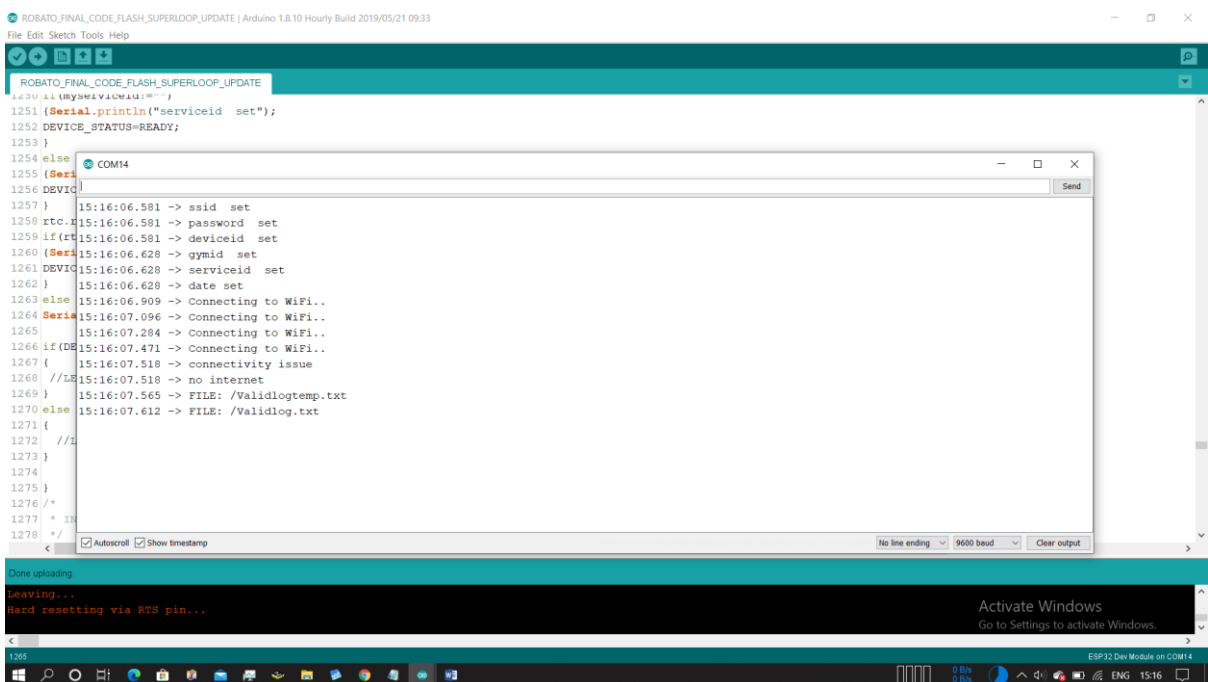 ROBATO_FINAL_CODE_FLASH_SUPERLOOP_UPDATE | Arduino 1.8.10 Hourly Build 2019/05/21 09:33
File Edit Sketch Tools Help
ROBATO_FINAL_CODE_FLASH_SUPERLOOP_UPDATE
1250 if(myserviceid!="")
1251 {Serial.println("serviceid  set");
1252 DEVICE_STATUS=READY;
1253 }
1254 else
1255 {Seri
1256 DEVIC
1257 }
1258 rtc.r
1259 if(rt
1260 {Seri
1261 DEVIC
1262 }
1263 else
1264 Seria
1265
1266 if(DE
1267 {
1268 //LE
1269 }
1270 else
1271 {
1272 //L
1273 }
1274
1275 }
1276 /*
1277 * IN
1278 */
COM14
Send
15:16:06.581 -> ssid  set
15:16:06.581 -> password  set
15:16:06.581 -> deviceid  set
15:16:06.628 -> gymid  set
15:16:06.628 -> serviceid  set
15:16:06.628 -> date set
15:16:06.909 -> Connecting to WiFi..
15:16:07.096 -> Connecting to WiFi..
15:16:07.284 -> Connecting to WiFi..
15:16:07.471 -> Connecting to WiFi..
15:16:07.518 -> connectivity issue
15:16:07.518 -> no internet
15:16:07.565 -> FILE: /Validlogtemp.txt
15:16:07.612 -> FILE: /Validlog.txt
Autoscroll Show timestamp No line ending 9600 baud Clear output
Done uploading.
Leaving...
Hard resetting via RTS pin...
Activate Windows
Go to Settings to activate Windows.
1265 ESP32 Dev Module on COM14
0 B/s
0 B/s
ENG 15:16